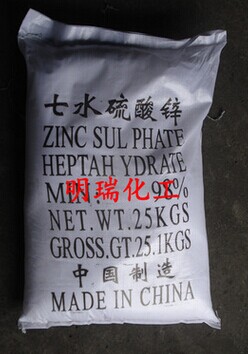 七水硫酸锌
ZINC SUL PHATE
HEPTAH YDRATE
MIN. 98%
明瑞化工
NET.WT.25KGS
GROSS.GT.25.1KGS
中国制造
MADE IN CHINA